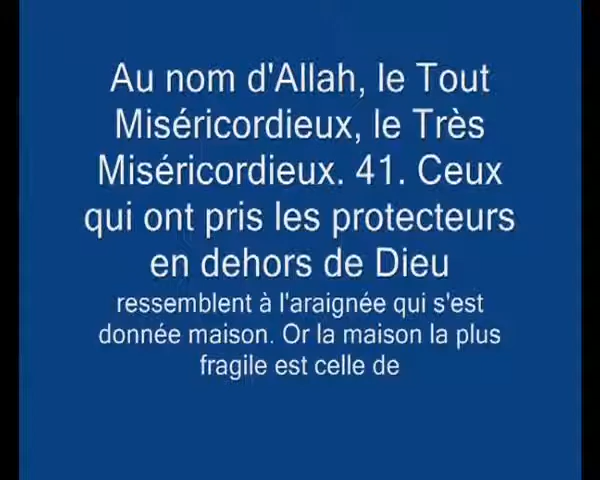 Au nom d'Allah, le Tout
Miséricordieux, le Très
Miséricordieux. 41. Ceux
qui ont pris les protecteurs
en dehors de Dieu
ressemblent à l'araignée qui s'est
donnée maison. Or la maison la plus
fragile est celle de